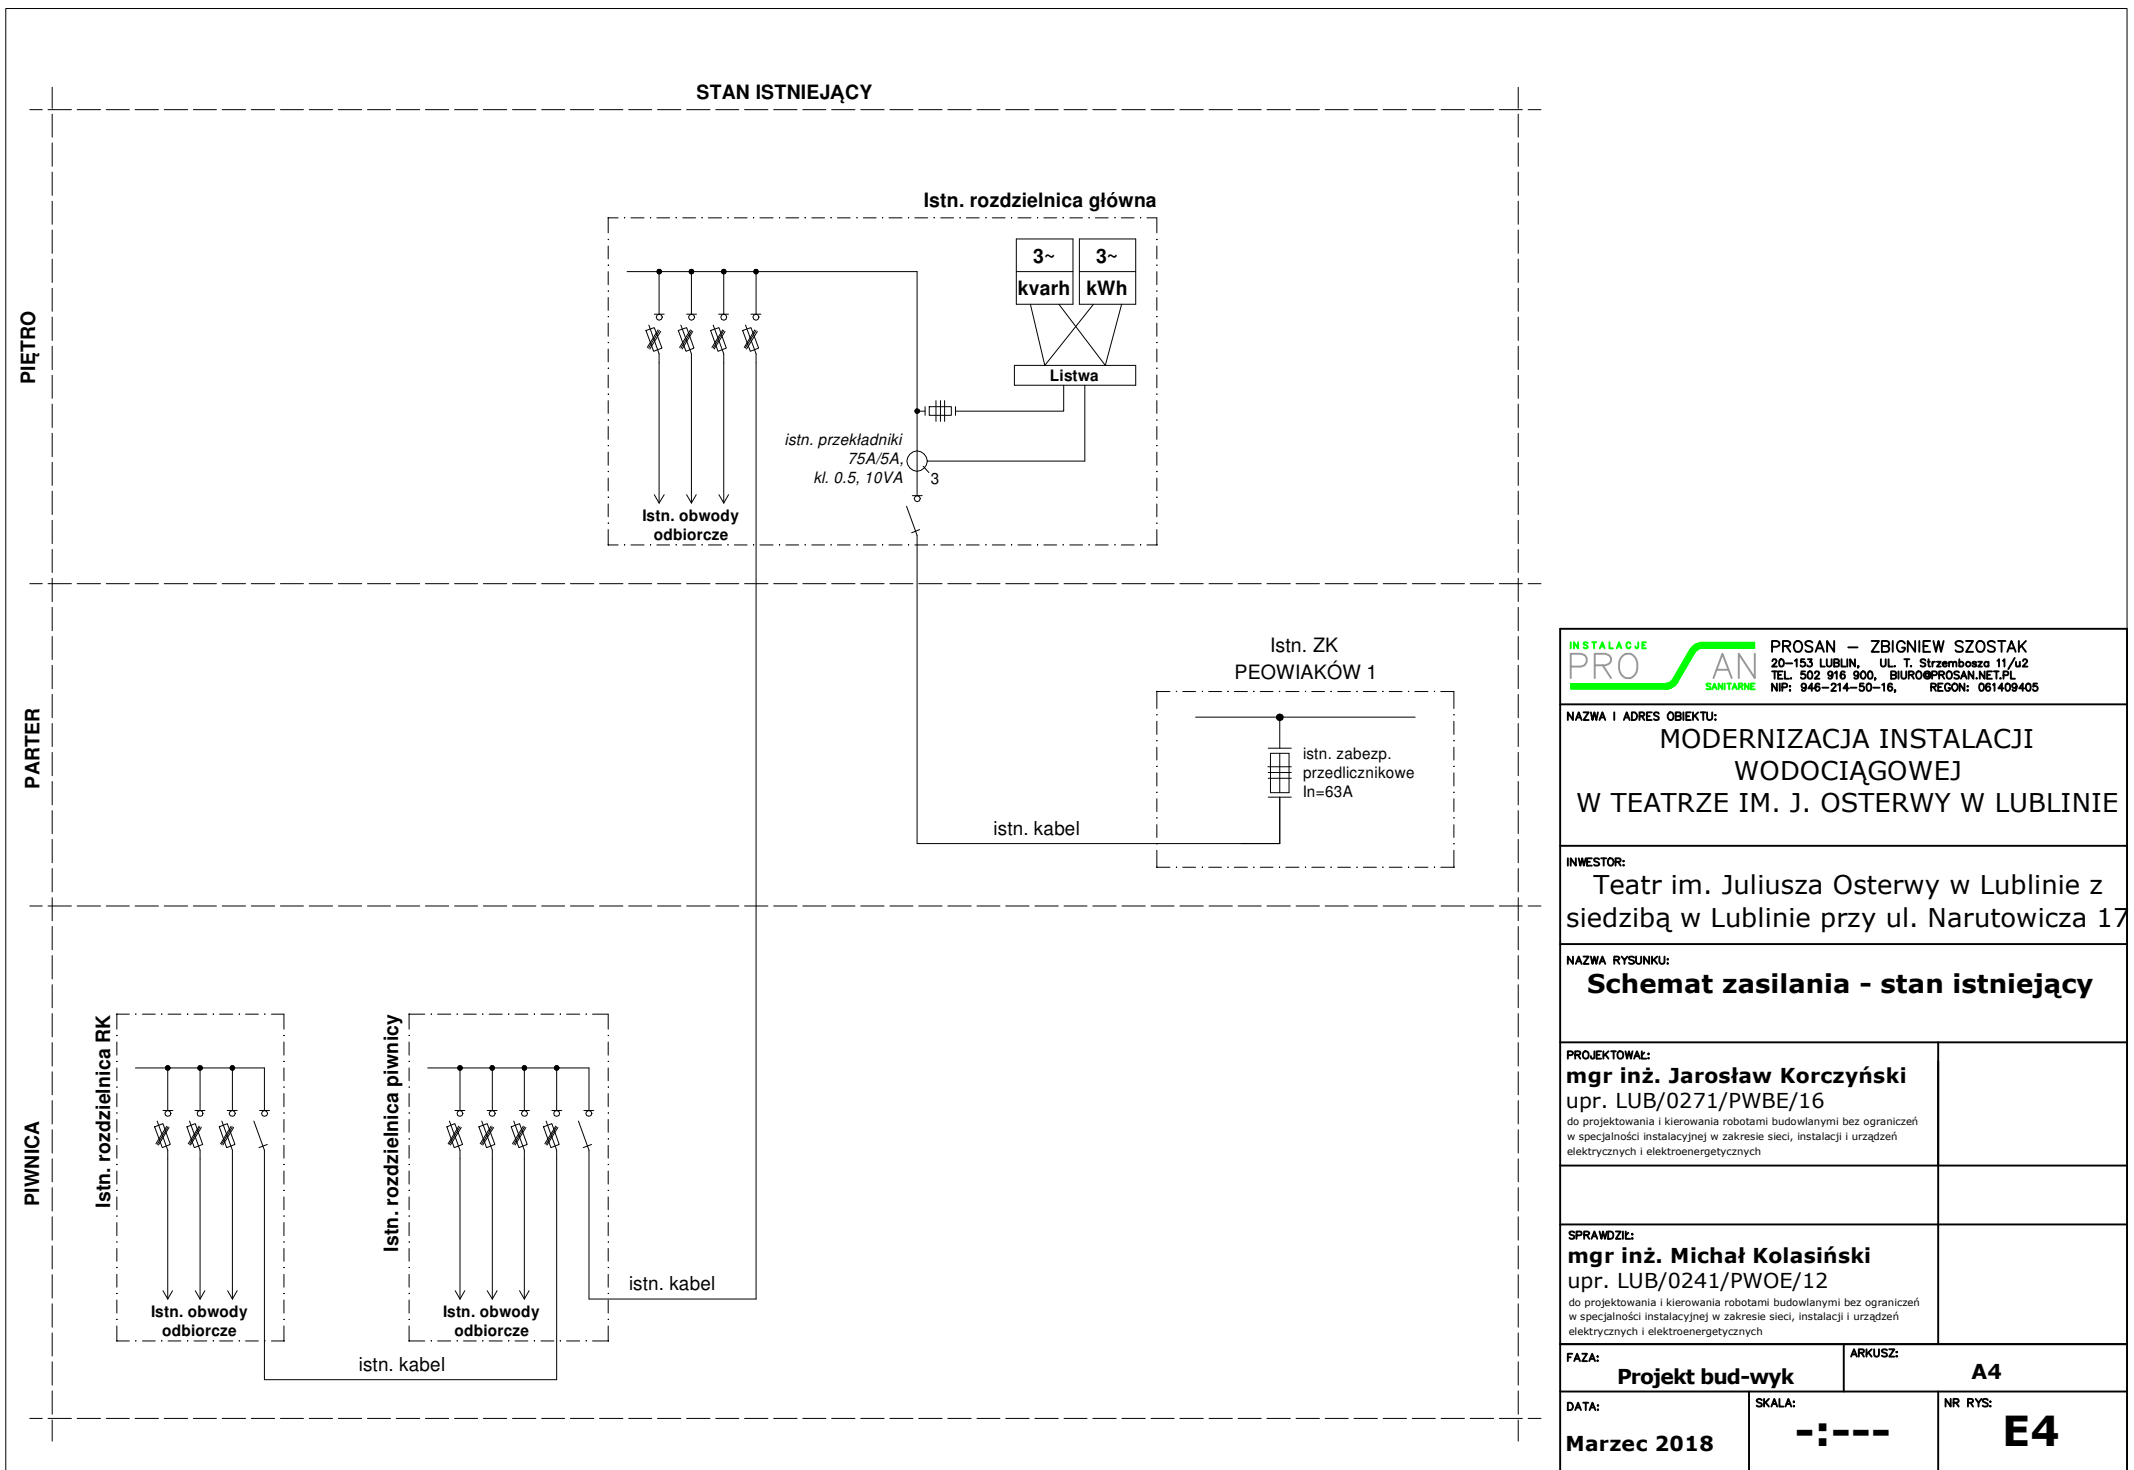 STAN ISTNIEJĄCY
PIĘTRO
Istn. rozdzielnica główna
3~
3~
kvarh
kWh
Listwa
istn. przekładniki
75A/5A,
kl. 0.5, 10VA
3
Istn. obwody
odbiorcze
PARTER
Istn. ZK
PEOWIAKÓW 1
istn. zabezp.
przedlicznikowe
In=63A
istn. kabel
PIWNICA
Istn. rozdzielnica RK
Istn. obwody
odbiorcze
Istn. rozdzielnica piwnicy
Istn. obwody
odbiorcze
istn. kabel
istn. kabel
INSTALACJE
PRO
AN
SANITARNE
PROSAN – ZBIGNIEW SZOSTAK
20–153 LUBLIN, UL. T. Strzembosza 11/u2
TEL. 502 916 900, BIURO@PROSAN.NET.PL
NIP: 946–214–50–16, REGON: 061409405
NAZWA I ADRES OBIEKTU:
MODERNIZACJA INSTALACJI
WODOCIĄGOWEJ
W TEATRZE IM. J. OSTERWY W LUBLINIE
INWESTOR:
Teatr im. Juliusza Osterwy w Lublinie z
siedzibą w Lublinie przy ul. Narutowicza 17
NAZWA RYSUNKU:
Schemat zasilania - stan istniejący
PROJEKTOWAŁ:
mgr inż. Jarosław Korczyński
upr. LUB/0271/PWBE/16
do projektowania i kierowania robotami budowlanymi bez ograniczeń
w specjalności instalacyjnej w zakresie sieci, instalacji i urządzeń
elektrycznych i elektroenergetycznych
SPRAWDZIŁ:
mgr inż. Michał Kolasiński
upr. LUB/0241/PWOE/12
do projektowania i kierowania robotami budowlanymi bez ograniczeń
w specjalności instalacyjnej w zakresie sieci, instalacji i urządzeń
elektrycznych i elektroenergetycznych
FAZA:
Projekt bud-wyk
ARKUSZ:
A4
DATA:
Marzec 2018
SKALA:
-:---
NR RYS:
E4